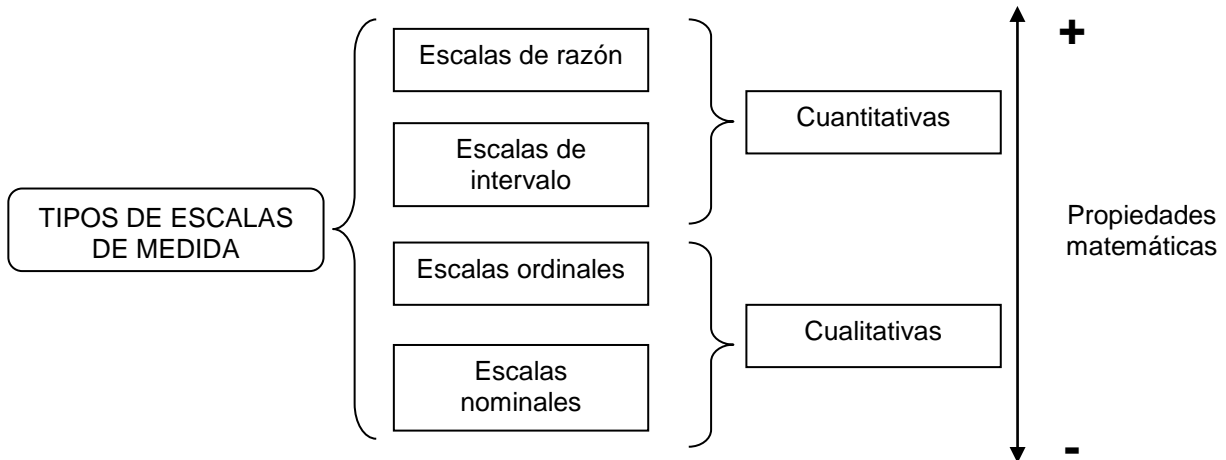 TIPOS DE ESCALAS
DE MEDIDA
Escalas de razón
Escalas de
intervalo
Escalas ordinales
Escalas
nominales
Cuantitativas
Cualitativas
+
Propiedades
matemáticas
-